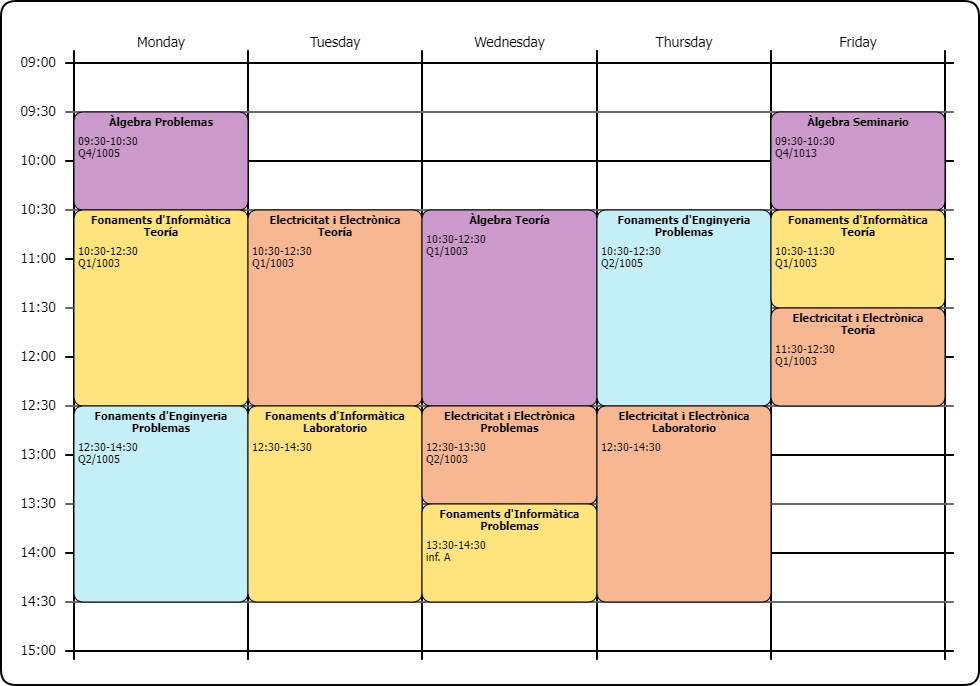 Monday
Tuesday
Wednesday
Thursday
Friday
09:00
09:30
10:00
10:30
11:00
11:30
12:00
12:30
13:00
13:30
14:00
14:30
15:00
Àlgebra Problemas
09:30-10:30
Q4/1005
Fonaments d'Informàtica
Teoría
10:30-12:30
Q1/1003
Fonaments d'Enginyeria
Problemas
12:30-14:30
Q2/1005
Electricitat i Electrònica
Teoría
10:30-12:30
Q1/1003
Fonaments d'Informàtica
Laboratorio
12:30-14:30
Àlgebra Teoría
10:30-12:30
Q1/1003
Electricitat i Electrònica
Problemas
12:30-13:30
Q2/1003
Fonaments d'Informàtica
Problemas
13:30-14:30
inf. A
Fonaments d'Enginyeria
Problemas
10:30-12:30
Q2/1005
Electricitat i Electrònica
Laboratorio
12:30-14:30
Àlgebra Seminario
09:30-10:30
Q4/1013
Fonaments d'Informàtica
Teoría
10:30-11:30
Q1/1003
Electricitat i Electrònica
Teoría
11:30-12:30
Q1/1003